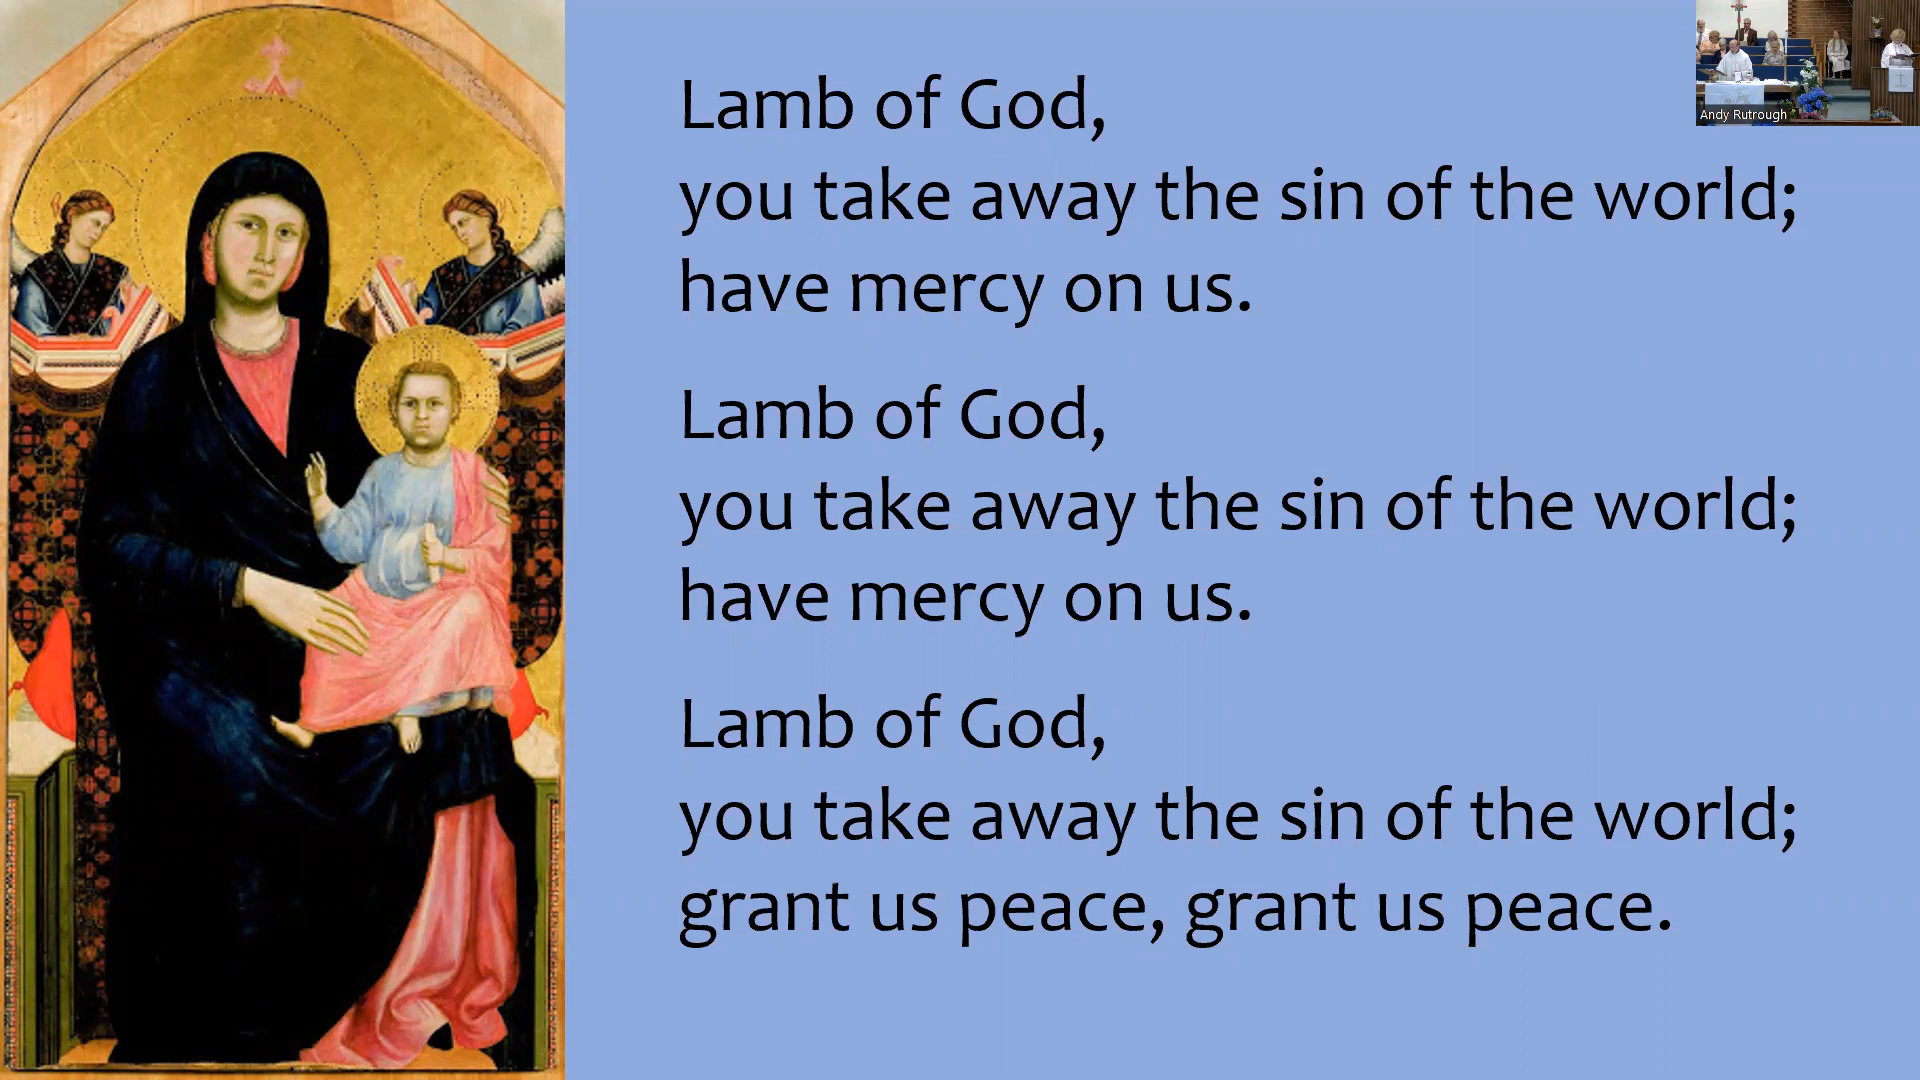 Lamb of God,
you take away the sin of the world;
have mercy on us.
Lamb of God,
you take away the sin of the world;
have mercy on us.
Lamb of God,
you take away the sin of the world;
grant us peace, grant us peace.
Andy Rutrough